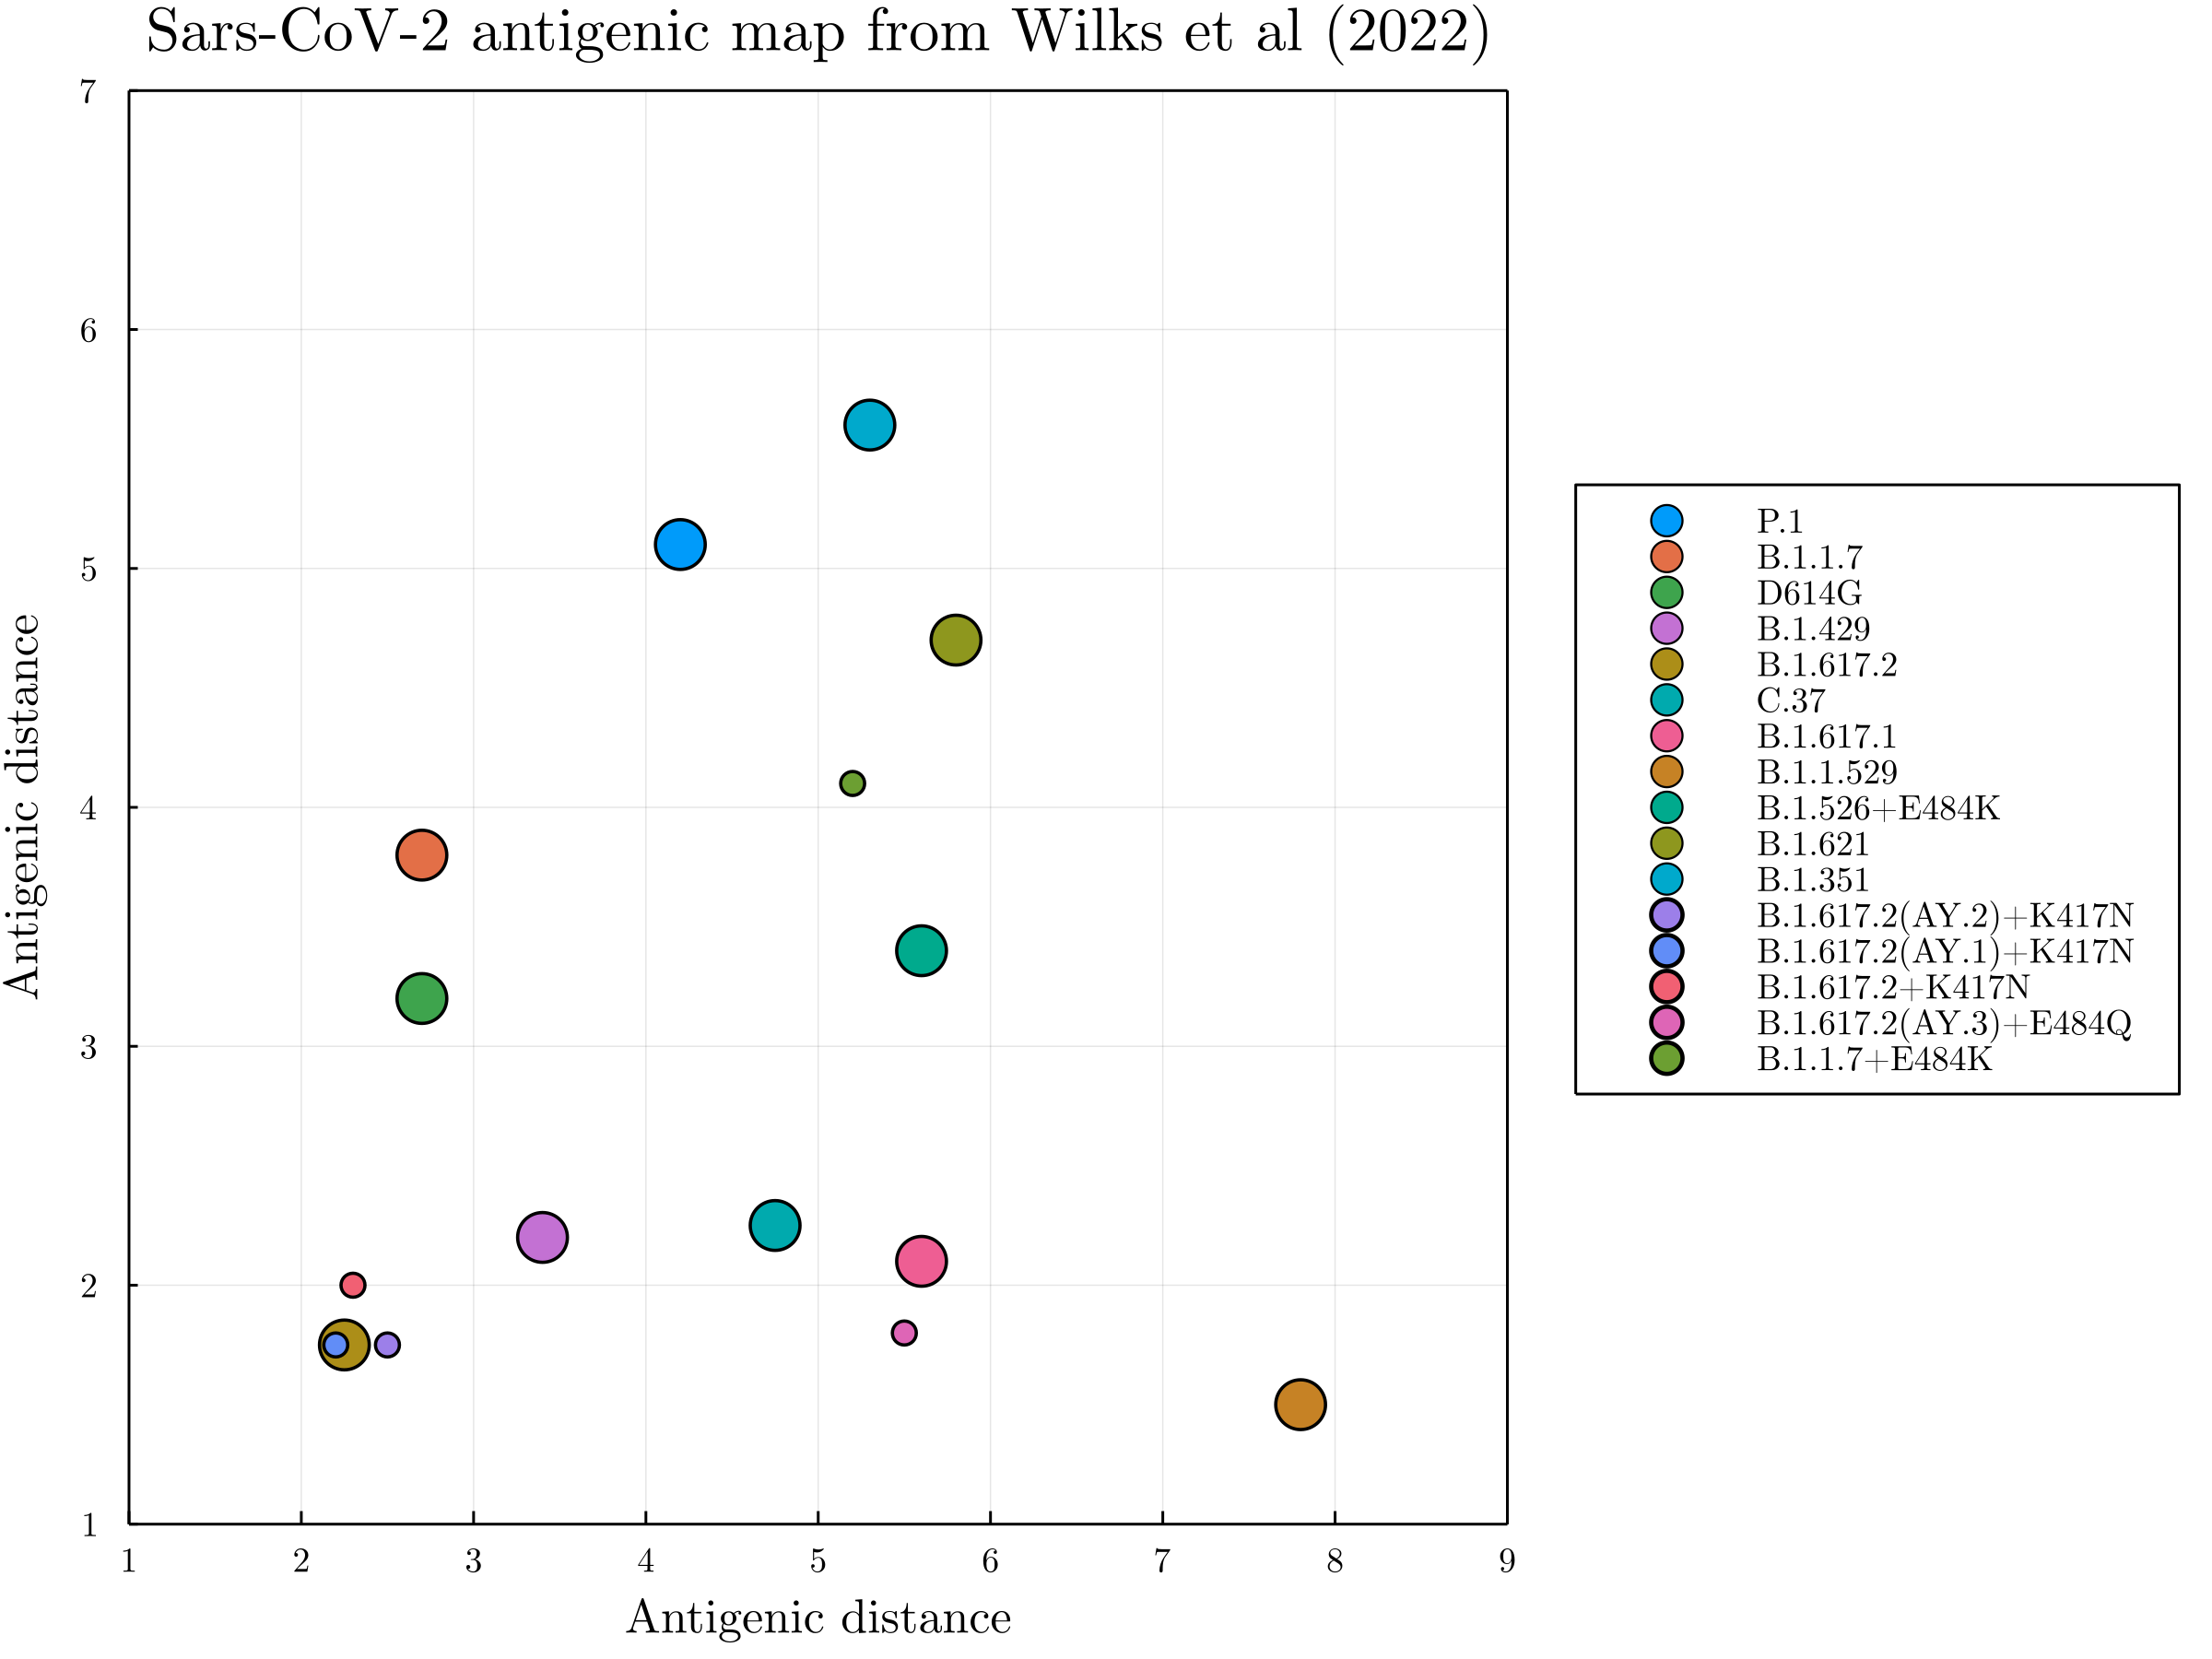 Sars-CoV-2 antigenic map from Wilks et al (2022)
7
6
5
4
3
2
1
Antigenic distance
1 2 3 4 5 6 7 8 9
Antigenic distance
P.1
B.1.1.7
D614G
B.1.429
B.1.617.2
C.37
B.1.617.1
B.1.1.529
B.1.526+E484K
B.1.621
B.1.351
B.1.617.2(AY.2)+K417N
B.1.617.2(AY.1)+K417N
B.1.617.2+K417N
B.1.617.2(AY.3)+E484Q
B.1.1.7+E484K